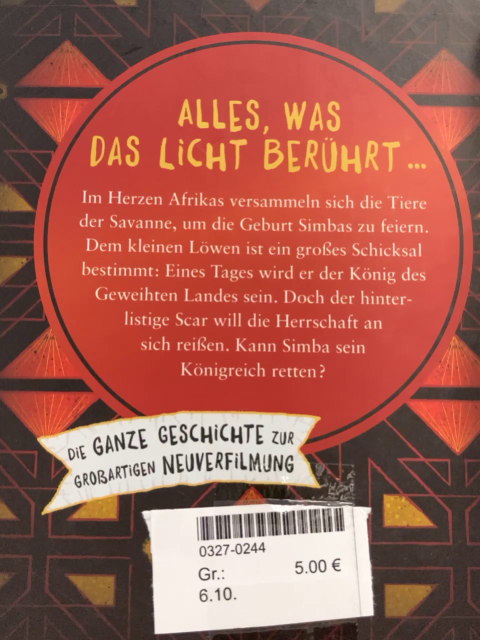 ALLES, WAS
DAS LICHT BERÜHRT ...
Im Herzen Afrikas versammeln sich die Tiere
der Savanne, um die Geburt Simbas zu feiern.
Dem kleinen Löwen ist ein großes Schicksal
bestimmt: Eines Tages wird er der König des
Geweihten Landes sein. Doch der hinter-
listige Scar will die Herrschaft an
sich reißen. Kann Simba sein
Königreich retten?
DIE GANZE GESCHICHTE ZUR
GROßARTIGEN NEUVERFILMUNG
0327-0244
Gr.: 5.00 €
6.10.